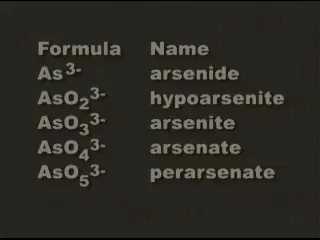 Formula Name
As³⁻ arsenide
AsO₂³⁻ hypoarsenite
AsO₃³⁻ arsenite
AsO₄³⁻ arsenate
AsO₅³⁻ perarsenate